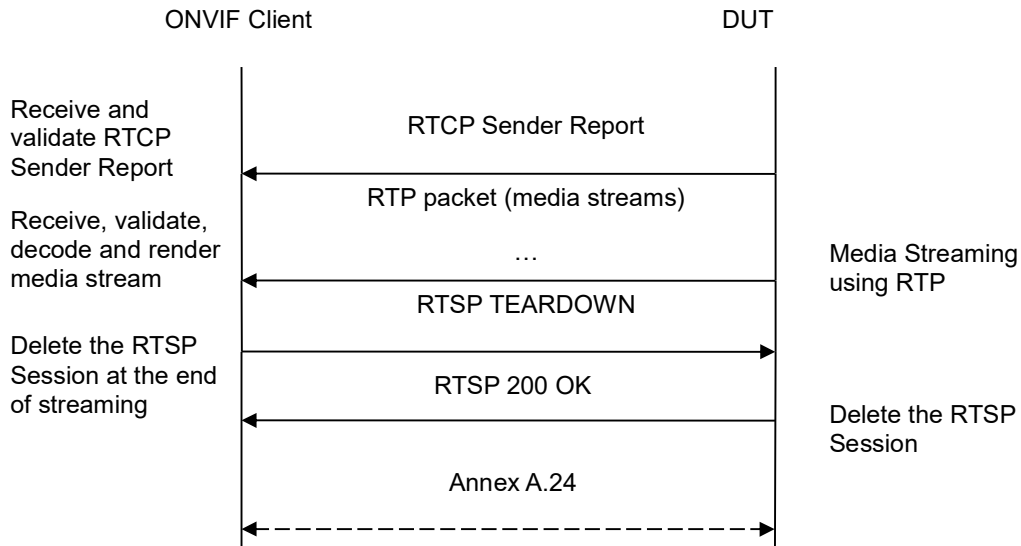 ONVIF Client
DUT
Receive and
validate RTCP
Sender Report
RTCP Sender Report
RTP packet (media streams)
Receive, validate,
decode and render
media stream
…
Media Streaming
using RTP
RTSP TEARDOWN
Delete the RTSP
Session at the end
of streaming
RTSP 200 OK
Delete the RTSP
Session
Annex A.24